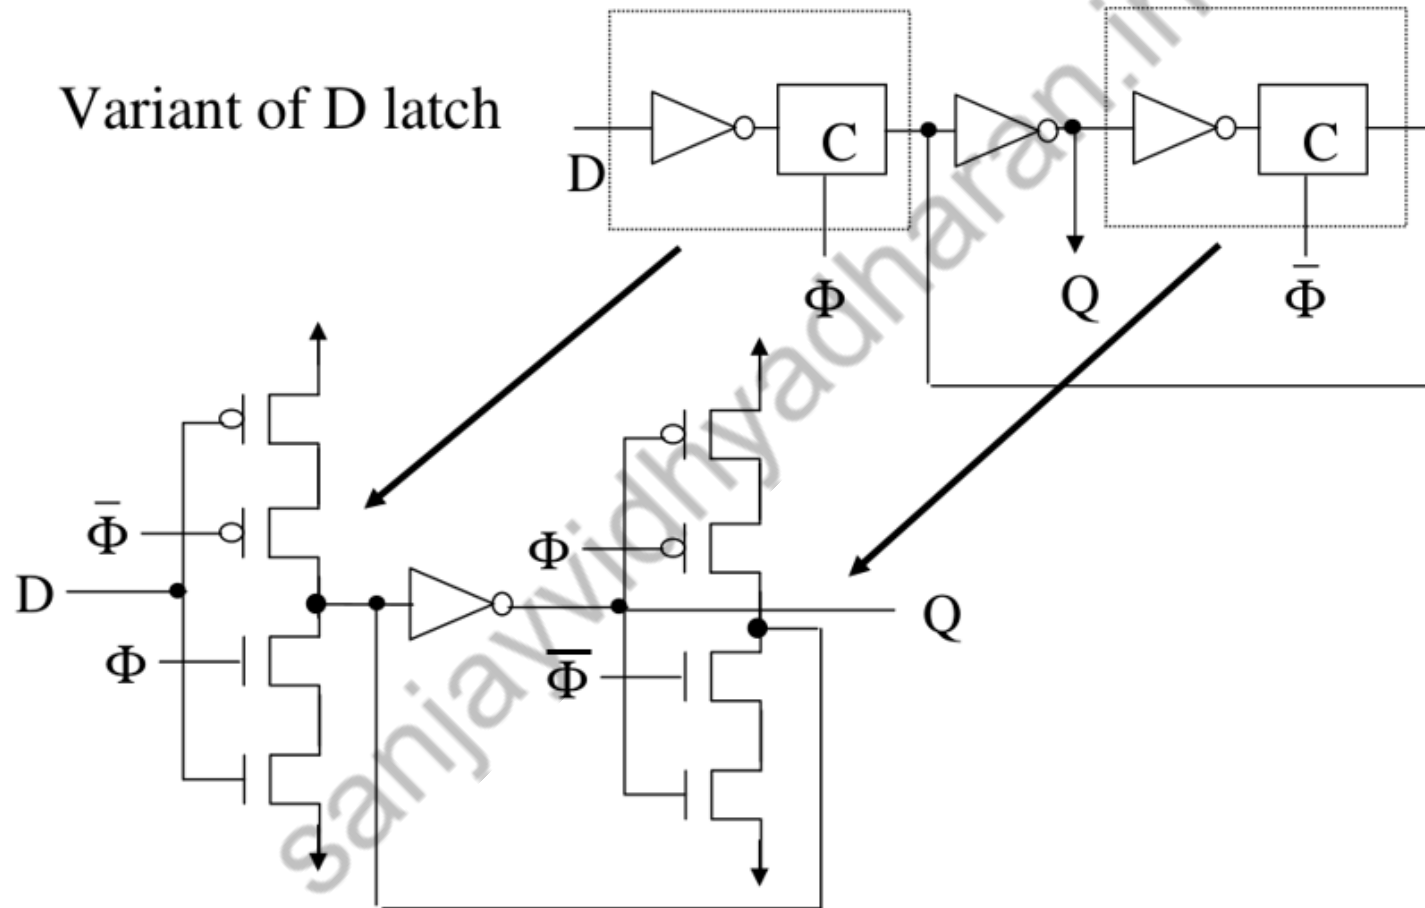 Variant of D latch
D
C
C
Φ
Q
Φ̅
Φ̅
D
Φ
Φ
Φ̅
Q
sanjayvidhyadharan.in